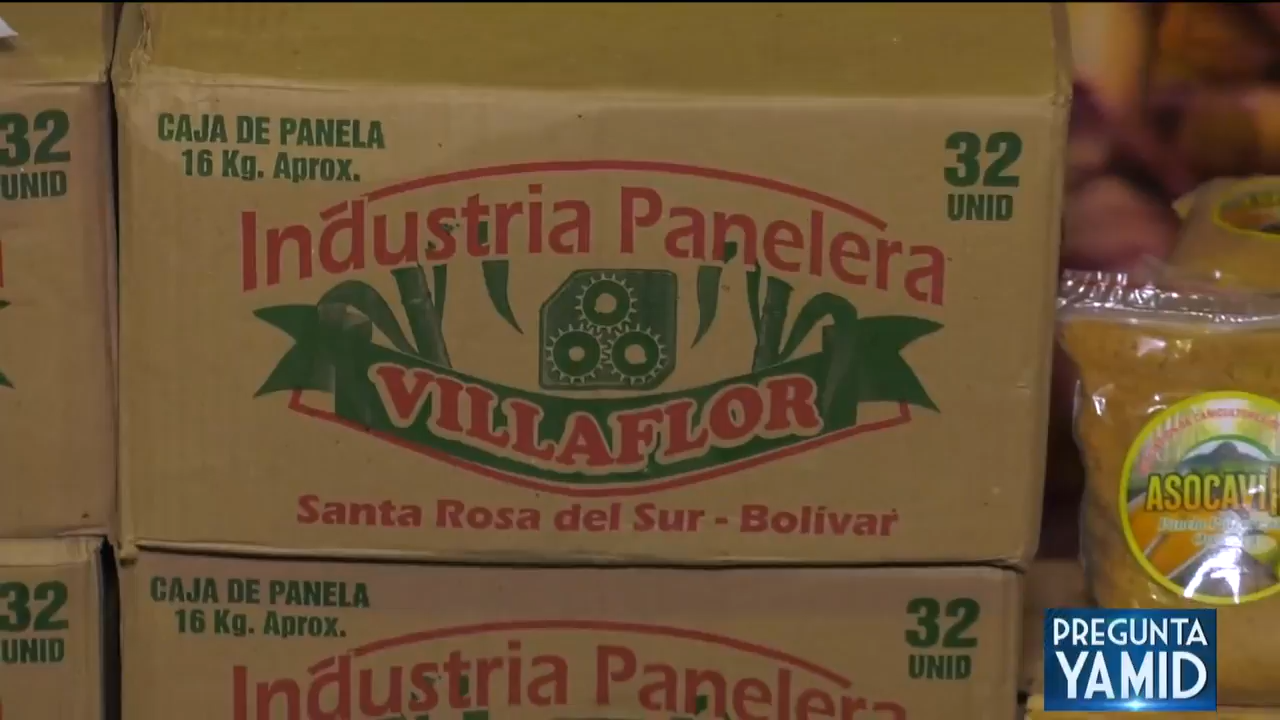 CAJA DE PANELA
16 Kg. Aprox.
32
UNID
Industria Panelera
VILLAFLOR
Santa Rosa del Sur - Bolívar
32
UNID
CAJA DE PANELA
16 Kg. Aprox.
32
UNID
Industria Panelera
32
UNID
ASOCAVI
PREGUNTA
YAMID